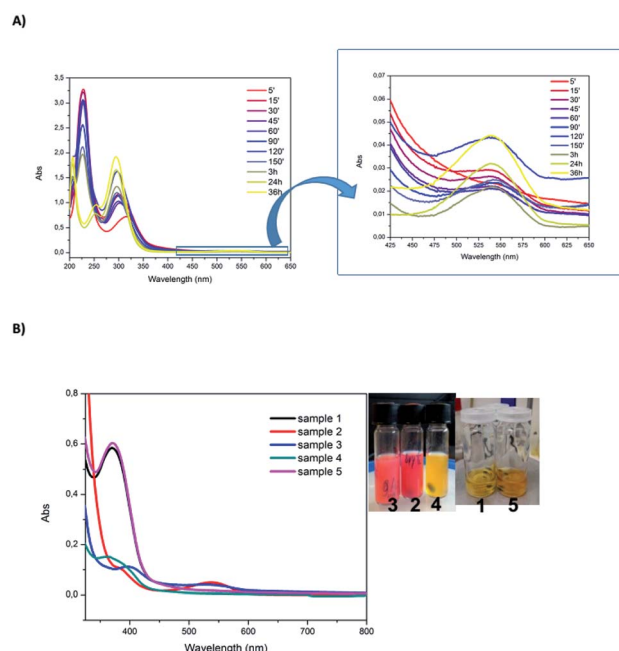 A)
3,5
3,0
2,5
2,0
1,5
1,0
0,5
0,0
Abs
200 250 300 350 400 450 500 550 600 650
Wavelength (nm)
5'
15'
30'
45'
60'
90'
120'
150'
3h
24h
36h
0,07
0,06
0,05
0,04
0,03
0,02
0,01
0,00
Abs
425 450 475 500 525 550 575 600 625 650
Wavelength (nm)
5'
15'
30'
45'
60'
90'
120'
150'
3h
24h
36h
B)
0,8
0,6
0,4
0,2
0,0
Abs
400 500 600 700 800
Wavelength (nm)
sample 1
sample 2
sample 3
sample 4
sample 5
3 2 4
1 5